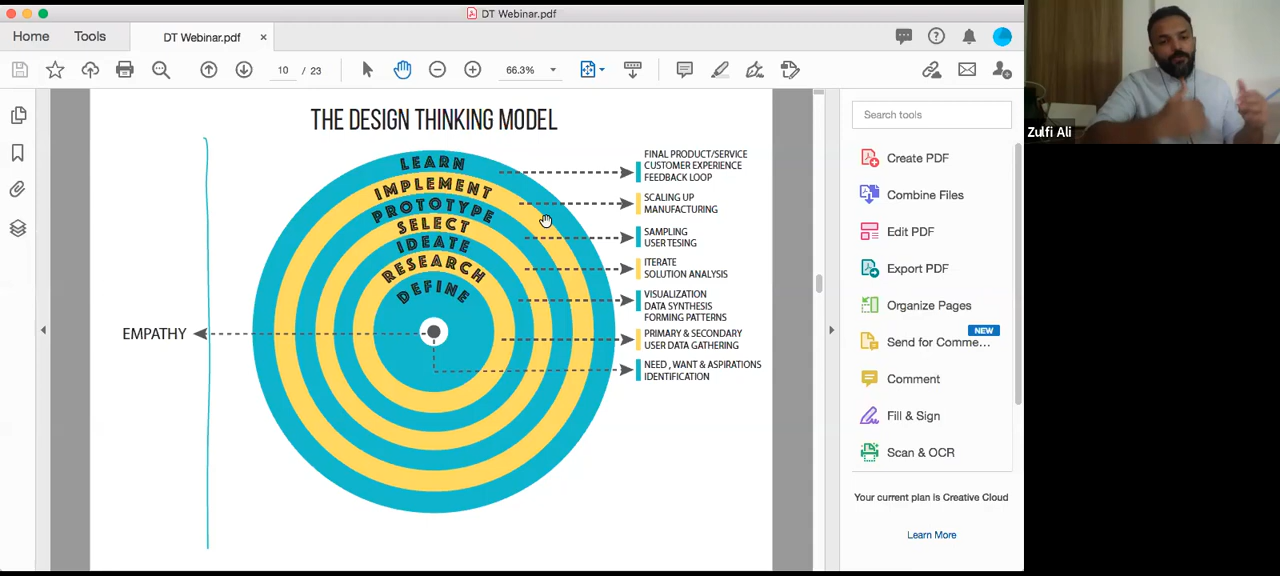 DT Webinar.pdf
Home
Tools
DT Webinar.pdf
×
10 / 23
66.3%
THE DESIGN THINKING MODEL
LEARN
IMPLEMENT
PROTOTYPE
SELECT
IDEATE
RESEARCH
DEFINE
EMPATHY
FINAL PRODUCT/SERVICE
CUSTOMER EXPERIENCE
FEEDBACK LOOP
SCALING UP
MANUFACTURING
SAMPLING
USER TESING
ITERATE
SOLUTION ANALYSIS
VISUALIZATION
DATA SYNTHESIS
FORMING PATTERNS
PRIMARY & SECONDARY
USER DATA GATHERING
NEED , WANT & ASPIRATIONS
IDENTIFICATION
Search tools
Create PDF
Combine Files
Edit PDF
Export PDF
Organize Pages
NEW
Send for Comme...
Comment
Fill & Sign
Scan & OCR
Your current plan is Creative Cloud
Learn More
Zulfi Ali